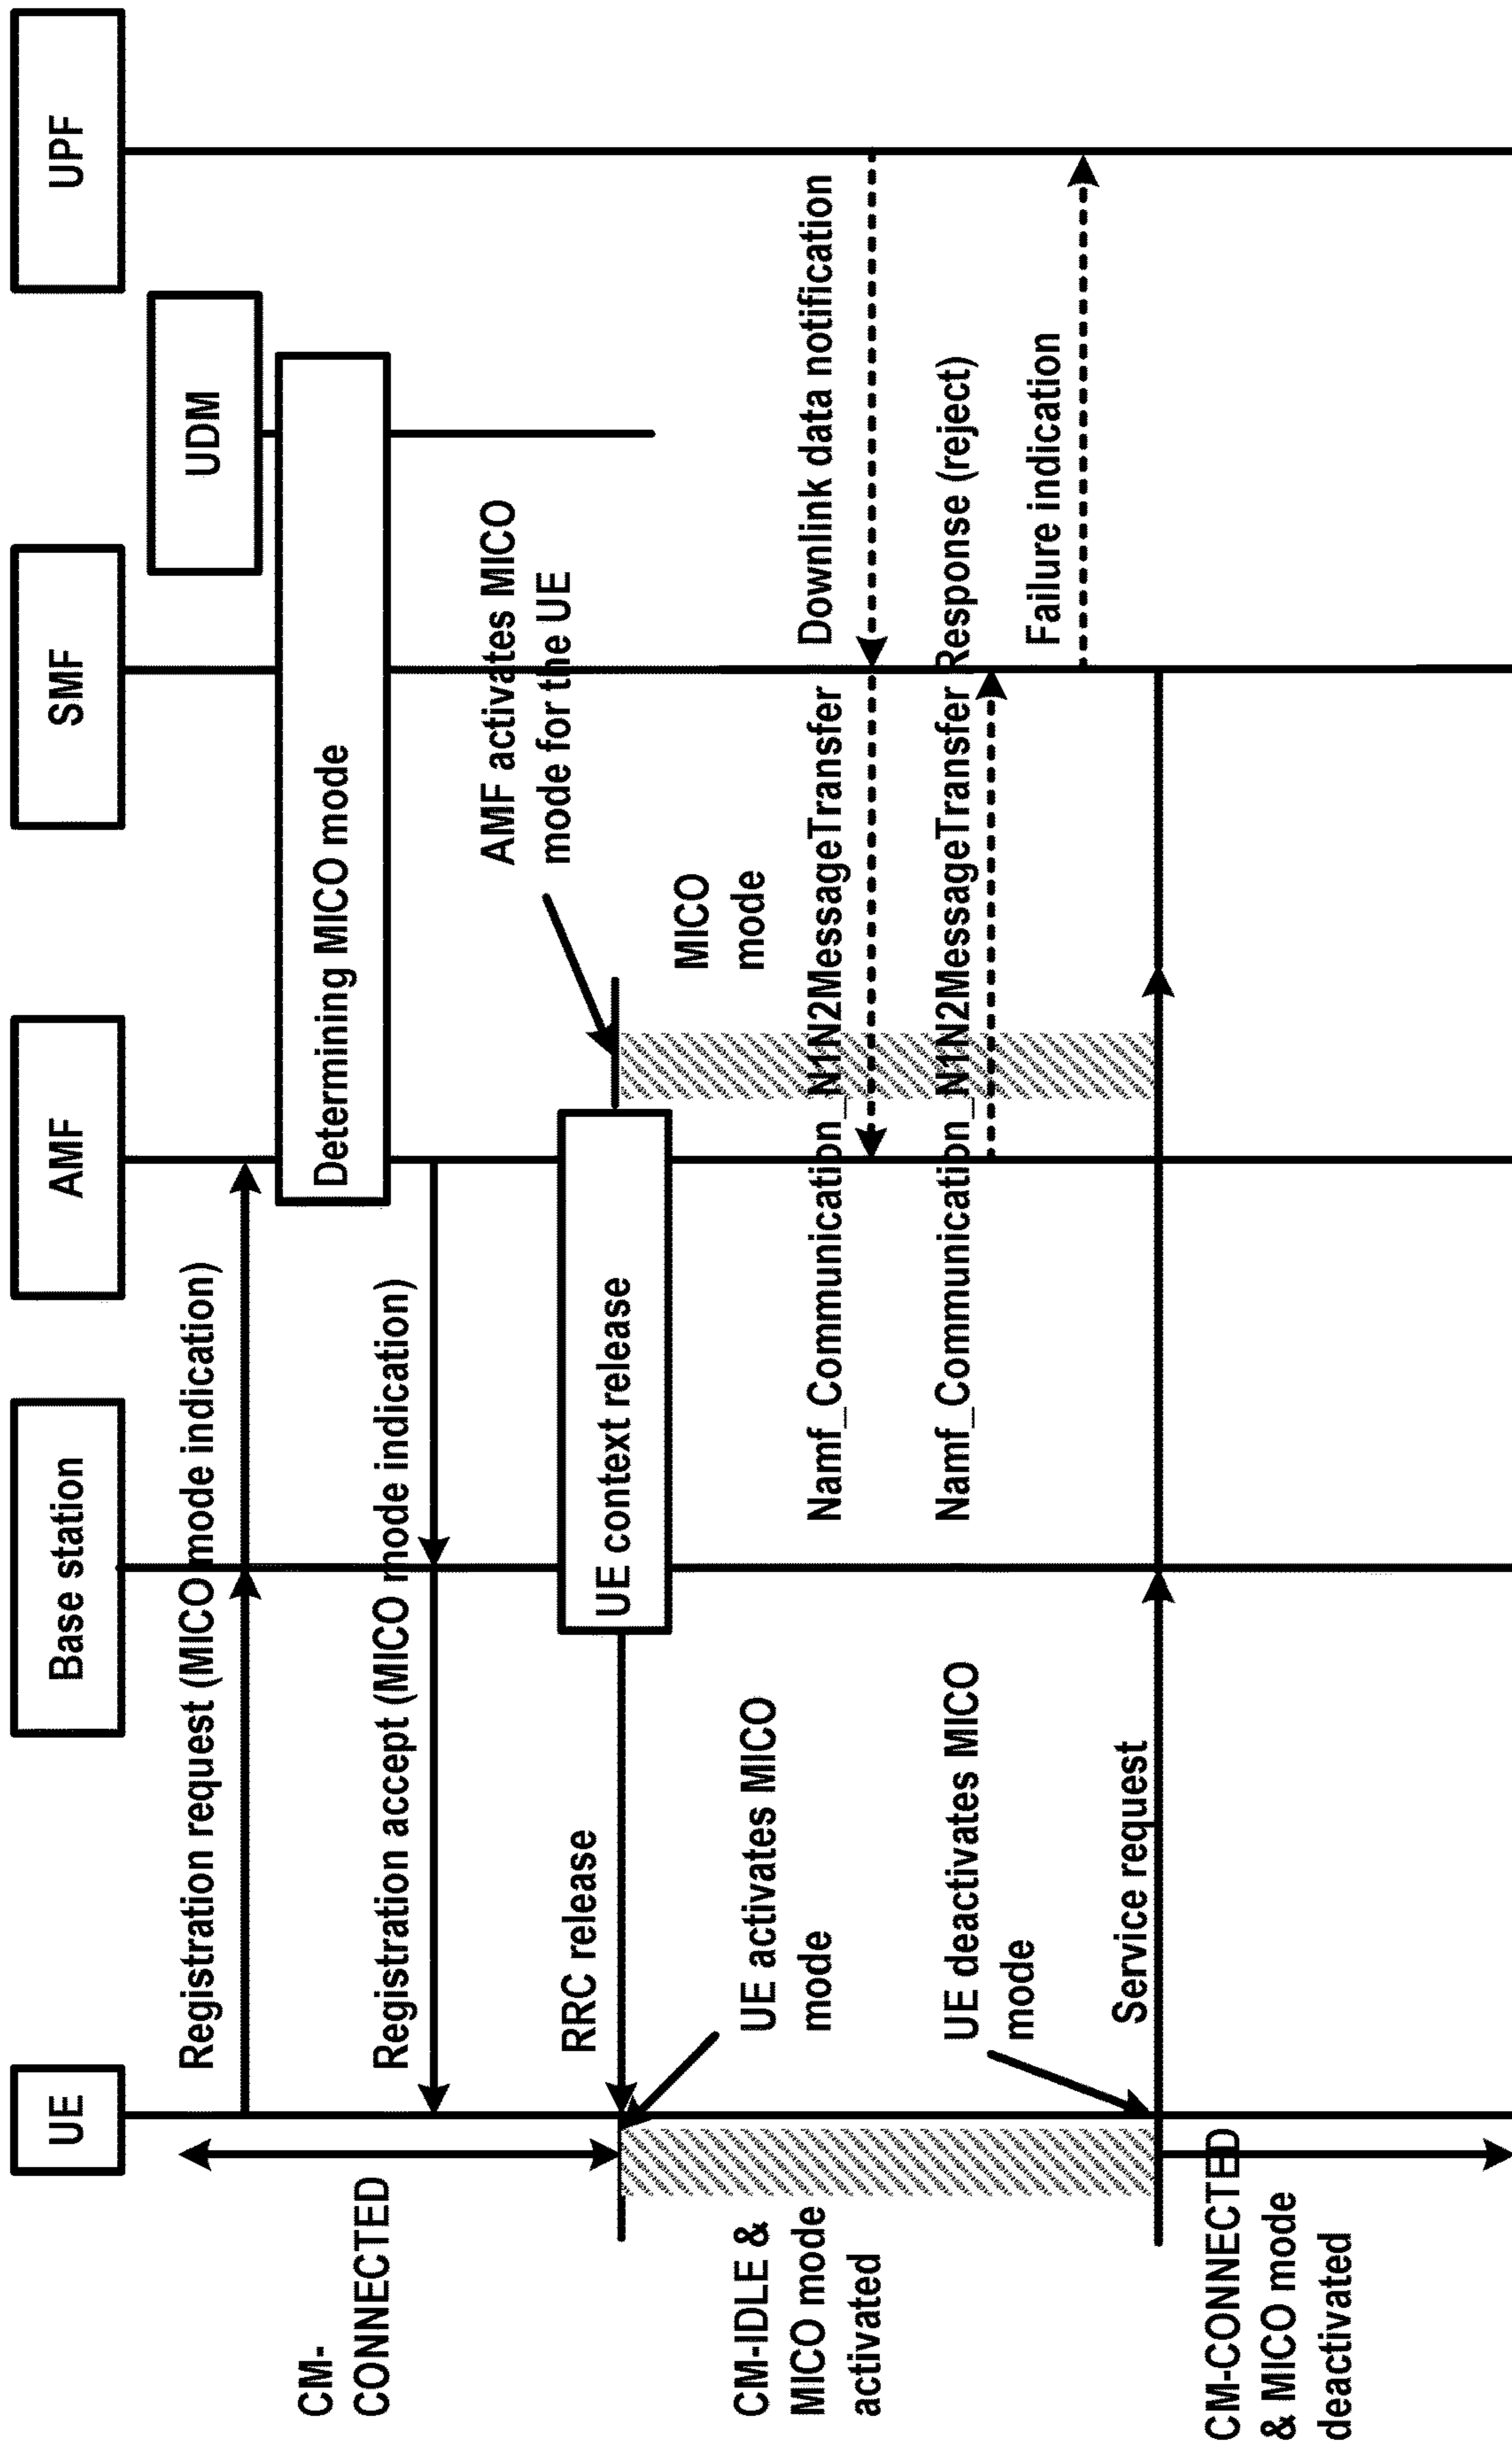 UE
Base station
AMF
SMF
UDM
UPF
Registration request (MICO mode indication)
Determining MICO mode
CM-
CONNECTED
Registration accept (MICO mode indication)
AMF activates MICO
mode for the UE
RRC release
UE context release
MICO
mode
CM-IDLE &
MICO mode
activated
UE activates MICO
mode
Downlink data notification
Namf_Communication_N1N2MessageTransfer
UE deactivates MICO
mode
Namf_Communication_N1N2MessageTransfer Response (reject)
Failure indication
Service request
CM-CONNECTED
& MICO mode
deactivated